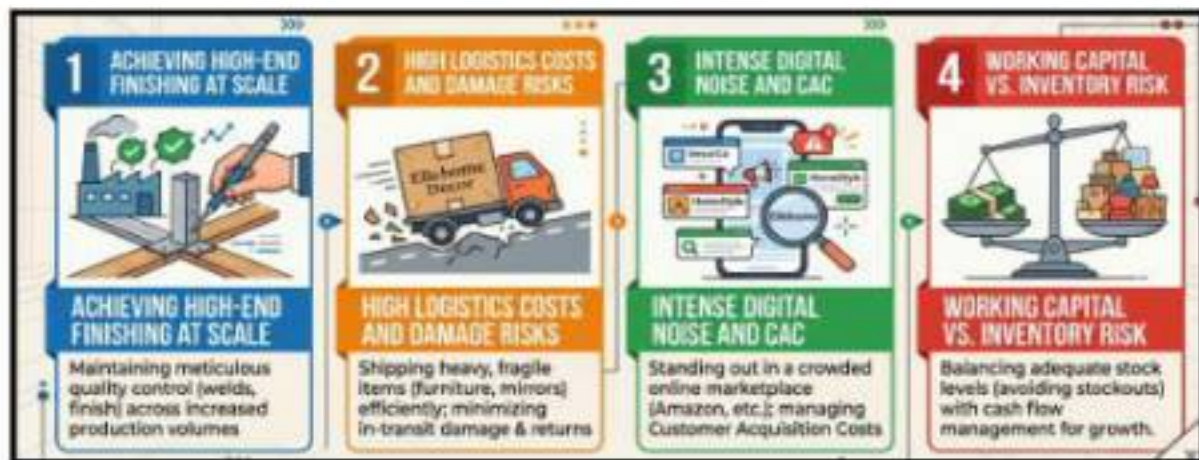 1 ACHIEVING HIGH-END
FINISHING AT SCALE
ACHIEVING HIGH-END
FINISHING AT SCALE
Maintaining meticulous
quality control (welds,
finish) across increased
production volumes
2 HIGH LOGISTICS COSTS
AND DAMAGE RISKS
Decor
HIGH LOGISTICS COSTS
AND DAMAGE RISKS
Shipping heavy, fragile
items (furniture, mirrors)
efficiently; minimizing
in-transit damage & returns
3 INTENSE DIGITAL
NOISE AND CAC
INTENSE DIGITAL
NOISE AND CAC
Standing out in a crowded
online marketplace
(Amazon, etc.); managing
Customer Acquisition Costs
4 WORKING CAPITAL
VS. INVENTORY RISK
WORKING CAPITAL
VS. INVENTORY RISK
Balancing adequate stock
levels (avoiding stockouts)
with cash flow
management for growth.